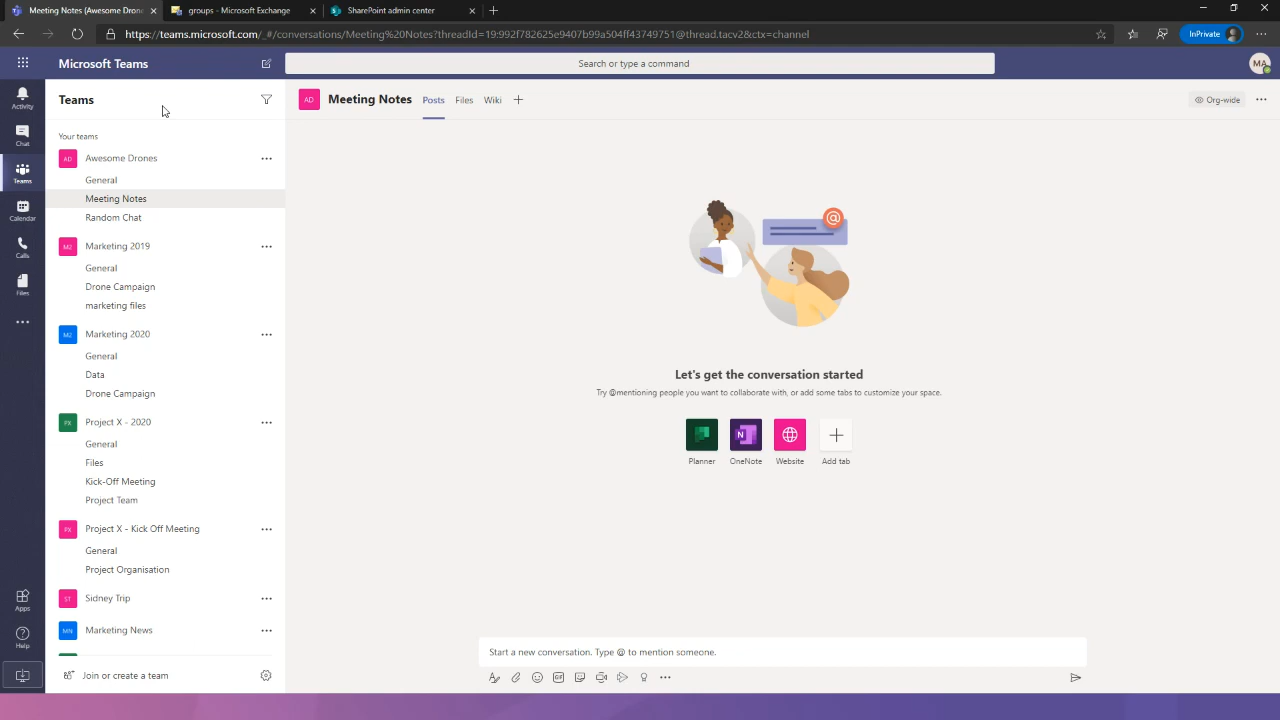 Meeting Notes (Awesome Drone
groups - Microsoft Exchange
SharePoint admin center
https://teams.microsoft.com/_#/conversations/Meeting%20Notes?threadId=19:992f782625e9407b99a504ff43749751@thread.tacv2&ctx=channel
InPrivate
Microsoft Teams
Search or type a command
MA
Activity
Chat
Teams
Calendar
Calls
Files
Apps
Help
Teams
Your teams
AD Awesome Drones
General
Meeting Notes
Random Chat
M2 Marketing 2019
General
Drone Campaign
marketing files
M2 Marketing 2020
General
Data
Drone Campaign
PX Project X - 2020
General
Files
Kick-Off Meeting
Project Team
PX Project X - Kick Off Meeting
General
Project Organisation
ST Sidney Trip
MN Marketing News
Join or create a team
AD Meeting Notes Posts Files Wiki
Org-wide
@
Let's get the conversation started
Try @mentioning people you want to collaborate with, or add some tabs to customize your space.
N
Planner OneNote Website Add tab
Start a new conversation. Type @ to mention someone.
GIF